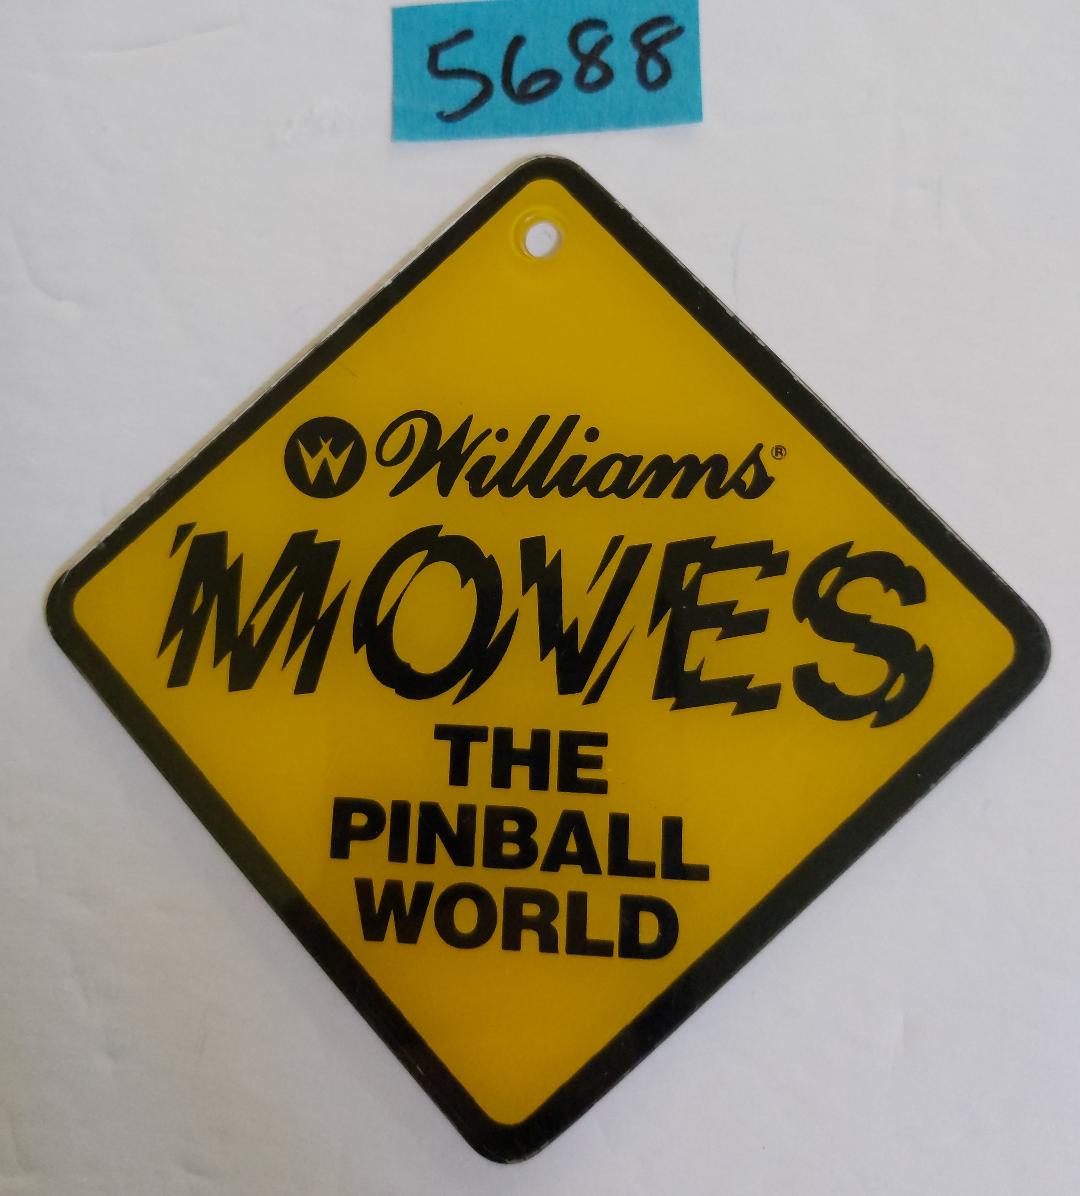 5688
W Williams®
MOVES
THE
PINBALL
WORLD